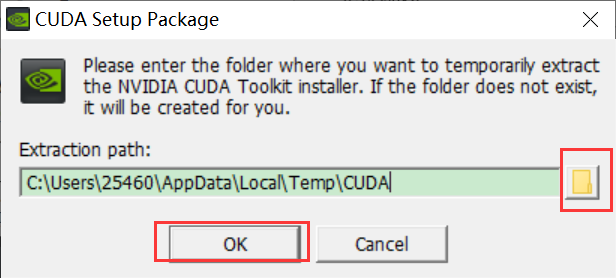 CUDA Setup Package
Please enter the folder where you want to temporarily extract
the NVIDIA CUDA Toolkit installer. If the folder does not exist,
it will be created for you.
Extraction path:
C:\Users\25460\AppData\Local\Temp\CUDA
OK
Cancel